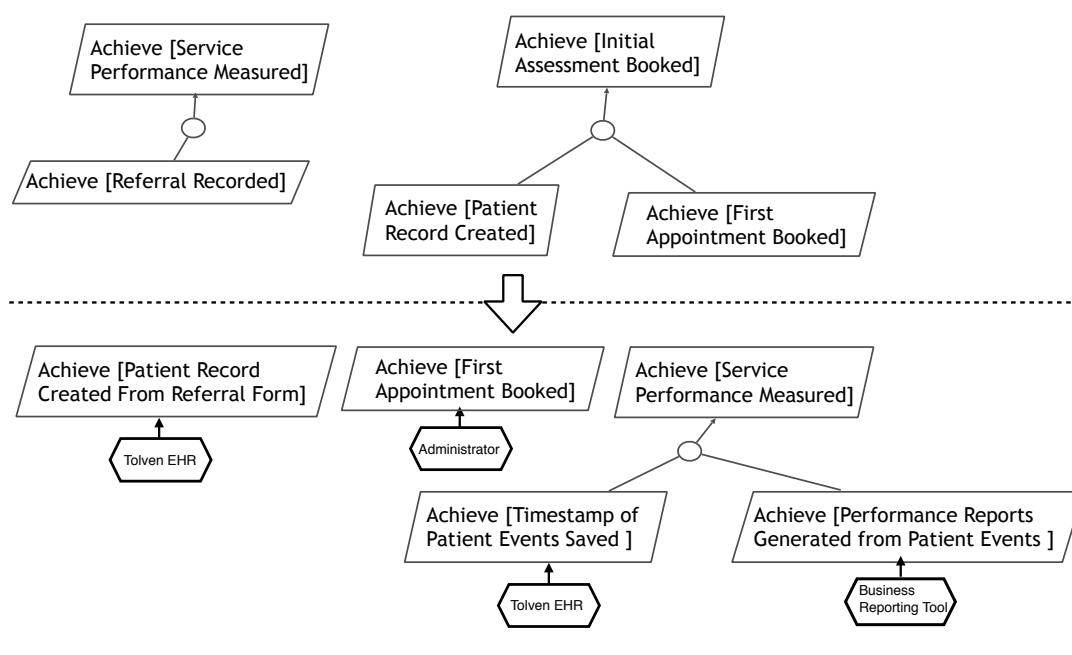 Achieve [Service
Performance Measured]
Achieve [Initial
Assessment Booked]
Achieve [Referral Recorded]
Achieve [Patient
Record Created]
Achieve [First
Appointment Booked]
Achieve [Patient Record
Created From Referral Form]
Achieve [First
Appointment Booked]
Achieve [Service
Performance Measured]
Tolven EHR
Administrator
Achieve [Timestamp of
Patient Events Saved ]
Achieve [Performance Reports
Generated from Patient Events ]
Tolven EHR
Business
Reporting Tool